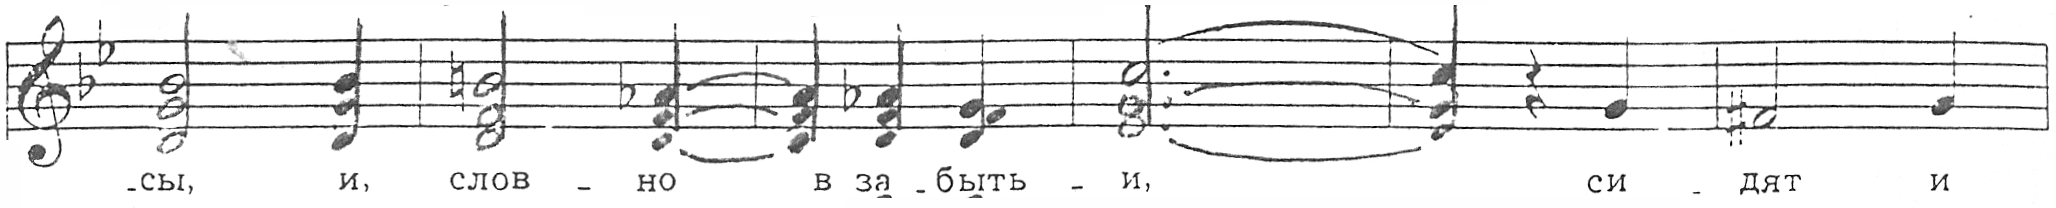 -сы, и, слов - но в за - быть - и, си - дят и